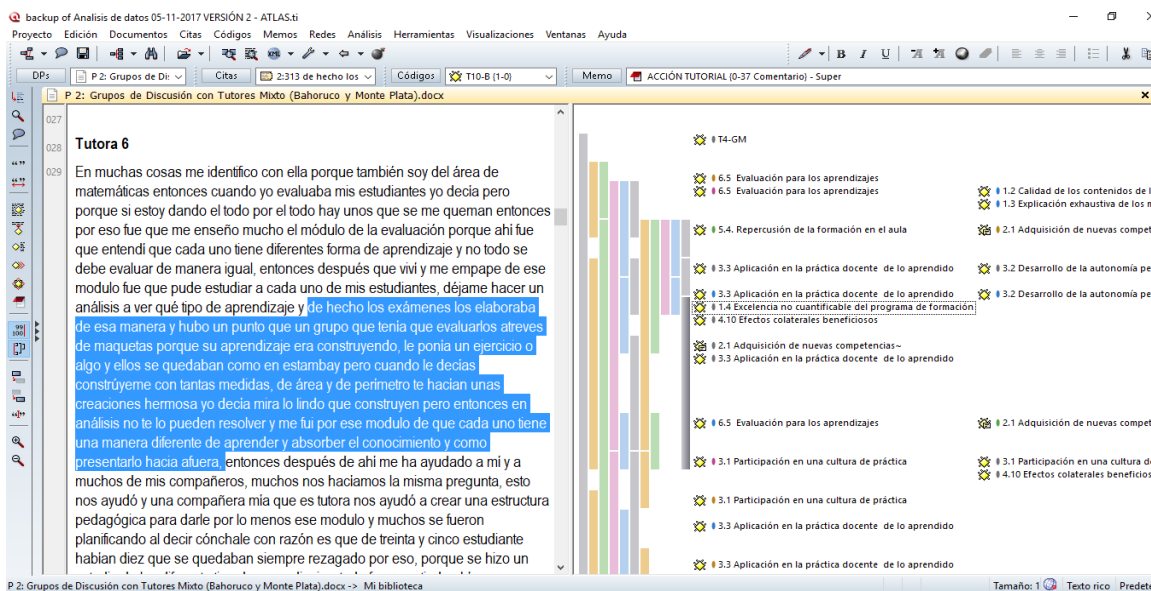 backup of Analisis de datos 05-11-2017 VERSIÓN 2 - ATLAS.ti
Proyecto Edición Documentos Citas Códigos Memos Redes Análisis Herramientas Visualizaciones Ventanas Ayuda
DPs P 2: Grupos de Di: Citas 2:313 de hecho los Códigos T10-B {1-0} Memo ACCIÓN TUTORIAL (0-37 Comentario) - Super
P 2: Grupos de Discusión con Tutores Mixto (Bahoruco y Monte Plata).docx
027
028 Tutora 6
029 En muchas cosas me identifico con ella porque también soy del área de
matemáticas entonces cuando yo evaluaba mis estudiantes yo decía pero
porque si estoy dando el todo por el todo hay unos que se me queman entonces
por eso fue que me enseño mucho el módulo de la evaluación porque ahí fue
que entendí que cada uno tiene diferentes forma de aprendizaje y no todo se
debe evaluar de manera igual, entonces después que viví y me empape de ese
modulo fue que pude estudiar a cada uno de mis estudiantes, déjame hacer un
análisis a ver qué tipo de aprendizaje y de hecho los exámenes los elaboraba
de esa manera y hubo un punto que un grupo que tenía que evaluarlos atreves
de maquetas porque su aprendizaje era construyendo, le ponía un ejercicio o
algo y ellos se quedaban como en estambay pero cuando le decías
constrúyeme con tantas medidas, de área y de perímetro te hacían unas
creaciones hermosa yo decía mira lo lindo que construyen pero entonces en
análisis no te lo pueden resolver y me fui por ese modulo de que cada uno tiene
una manera diferente de aprender y absorber el conocimiento y como
presentarlo hacia afuera, entonces después de ahí me ha ayudado a mí y a
muchos de mis compañeros, muchos nos hacíamos la misma pregunta, esto
nos ayudó y una compañera mía que es tutora nos ayudó a crear una estructura
pedagógica para darle por lo menos ese modulo y muchos se fueron
planificando al decir cónchale con razón es que de treinta y cinco estudiante
habían diez que se quedaban siempre rezagado por eso, porque se hizo un
T4-GM
6.5 Evaluación para los aprendizajes
6.5 Evaluación para los aprendizajes 1.2 Calidad de los contenidos de l
1.3 Explicación exhaustiva de los m
5.4. Repercusión de la formación en el aula 2.1 Adquisición de nuevas compet
3.3 Aplicación en la práctica docente de lo aprendido 3.2 Desarrollo de la autonomía pe
3.3 Aplicación en la práctica docente de lo aprendido 3.2 Desarrollo de la autonomía pe
1.4 Excelencia no cuantificable del programa de formación
4.10 Efectos colaterales beneficiosos
2.1 Adquisición de nuevas competencias~
3.3 Aplicación en la práctica docente de lo aprendido
6.5 Evaluación para los aprendizajes 2.1 Adquisición de nuevas compet
3.1 Participación en una cultura de práctica 3.1 Participación en una cultura d
4.10 Efectos colaterales beneficios
3.1 Participación en una cultura de práctica
3.3 Aplicación en la práctica docente de lo aprendido
3.3 Aplicación en la práctica docente de lo aprendido
P 2: Grupos de Discusión con Tutores Mixto (Bahoruco y Monte Plata).docx -> Mi biblioteca Tamaño: 1 Texto rico Predete